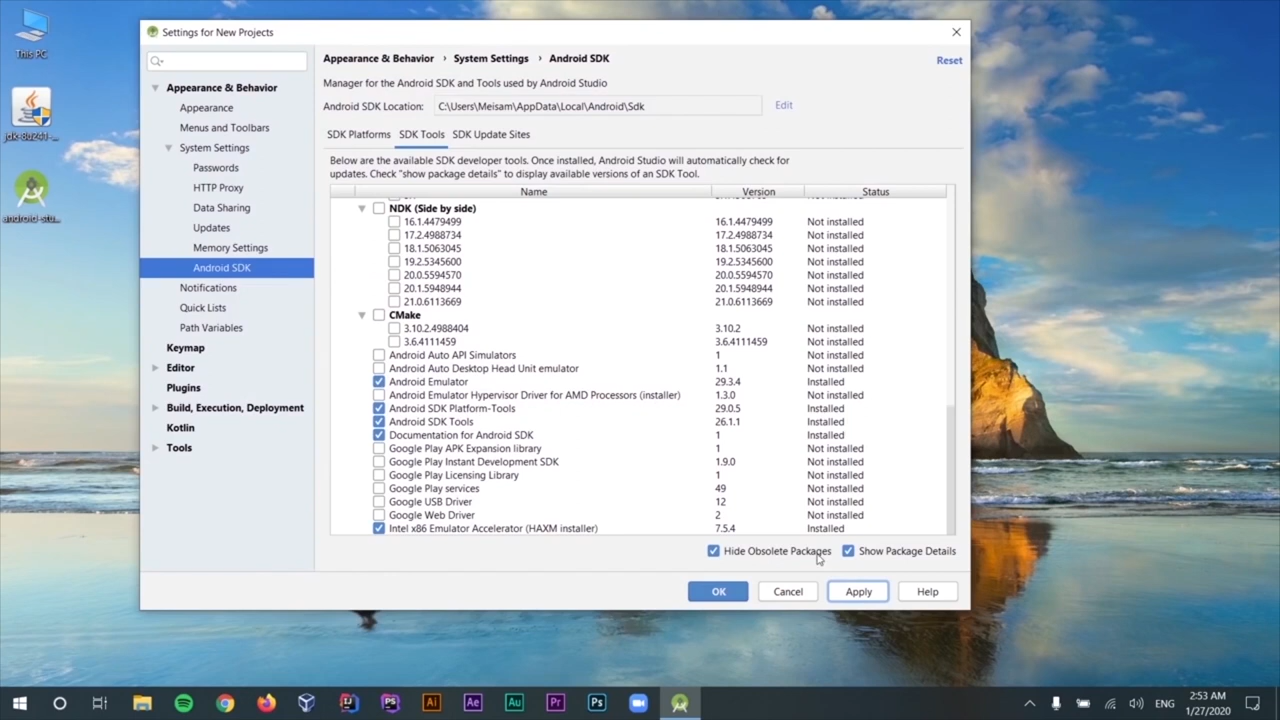 This PC
jdk-8u241-...
android-stu...
Settings for New Projects
Appearance & Behavior
Appearance
Menus and Toolbars
System Settings
Passwords
HTTP Proxy
Data Sharing
Updates
Memory Settings
Android SDK
Notifications
Quick Lists
Path Variables
Keymap
Editor
Plugins
Build, Execution, Deployment
Kotlin
Tools
Appearance & Behavior › System Settings › Android SDK
Reset
Manager for the Android SDK and Tools used by Android Studio
Android SDK Location: C:\Users\Meisam\AppData\Local\Android\Sdk Edit
SDK Platforms SDK Tools SDK Update Sites
Below are the available SDK developer tools. Once installed, Android Studio will automatically check for
updates. Check "show package details" to display available versions of an SDK Tool.
Name Version Status
NDK (Side by side)
16.1.4479499 16.1.4479499 Not installed
17.2.4988734 17.2.4988734 Not installed
18.1.5063045 18.1.5063045 Not installed
19.2.5345600 19.2.5345600 Not installed
20.0.5594570 20.0.5594570 Not installed
20.1.5948944 20.1.5948944 Not installed
21.0.6113669 21.0.6113669 Not installed
CMake
3.10.2.4988404 3.10.2 Not installed
3.6.4111459 3.6.4111459 Not installed
Android Auto API Simulators 1 Not installed
Android Auto Desktop Head Unit emulator 1.1 Not installed
Android Emulator 29.3.4 Installed
Android Emulator Hypervisor Driver for AMD Processors (installer) 1.3.0 Not installed
Android SDK Platform-Tools 29.0.5 Installed
Android SDK Tools 26.1.1 Installed
Documentation for Android SDK 1 Installed
Google Play APK Expansion library 1 Not installed
Google Play Instant Development SDK 1.9.0 Not installed
Google Play Licensing Library 1 Not installed
Google Play services 49 Not installed
Google USB Driver 12 Not installed
Google Web Driver 2 Not installed
Intel x86 Emulator Accelerator (HAXM installer) 7.5.4 Installed
Hide Obsolete Packages Show Package Details
OK Cancel Apply Help
PS Ai Ae Au Pr Ps
ENG
2:53 AM
1/27/2020